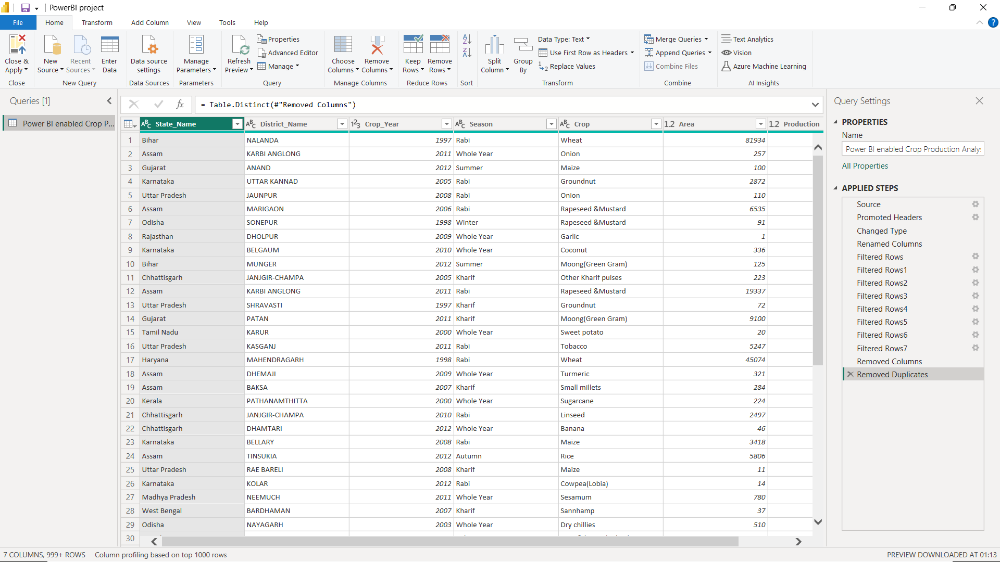 PowerBI project
File Home Transform Add Column View Tools Help
Close & Apply
Close
New Source
Recent Sources
Enter Data
New Query
Data source settings
Data Sources
Manage Parameters
Parameters
Refresh Preview
Properties
Advanced Editor
Manage
Query
Choose Columns
Remove Columns
Manage Columns
Keep Rows
Remove Rows
Reduce Rows
Sort
Split Column
Group By
Data Type: Text
Use First Row as Headers
Replace Values
Transform
Merge Queries
Append Queries
Combine Files
Combine
Text Analytics
Vision
Azure Machine Learning
AI Insights
Queries [1]
Power BI enabled Crop P...
= Table.Distinct(#"Removed Columns")
State_Name District_Name Crop_Year Season Crop 1.2 Area 1.2 Production
1 Bihar NALANDA 1997 Rabi Wheat 81934
2 Assam KARBI ANGLONG 2011 Whole Year Onion 257
3 Gujarat ANAND 2012 Summer Maize 100
4 Karnataka UTTAR KANNAD 2005 Rabi Groundnut 2872
5 Uttar Pradesh JAUNPUR 2008 Rabi Onion 110
6 Assam MARIGAON 2006 Rabi Rapeseed &Mustard 6535
7 Odisha SONEPUR 1998 Winter Rapeseed &Mustard 91
8 Rajasthan DHOLPUR 2009 Whole Year Garlic 1
9 Karnataka BELGAUM 2010 Whole Year Coconut 336
10 Bihar MUNGER 2012 Summer Moong(Green Gram) 125
11 Chhattisgarh JANJGIR-CHAMPA 2005 Kharif Other Kharif pulses 223
12 Assam KARBI ANGLONG 2011 Rabi Rapeseed &Mustard 19337
13 Uttar Pradesh SHRAVASTI 1997 Kharif Groundnut 72
14 Gujarat PATAN 2011 Kharif Moong(Green Gram) 9100
15 Tamil Nadu KARUR 2000 Whole Year Sweet potato 20
16 Uttar Pradesh KASGANJ 2011 Rabi Tobacco 5247
17 Haryana MAHENDRAGARH 1998 Rabi Wheat 45074
18 Assam DHEMAJI 2009 Whole Year Turmeric 321
19 Assam BAKSA 2007 Kharif Small millets 284
20 Kerala PATHANAMTHITTA 2000 Whole Year Sugarcane 224
21 Chhattisgarh JANJGIR-CHAMPA 2010 Rabi Linseed 2497
22 Chhattisgarh DHAMTARI 2012 Whole Year Banana 46
23 Karnataka BELLARY 2008 Rabi Maize 3418
24 Assam TINSUKIA 2012 Autumn Rice 5806
25 Uttar Pradesh RAE BARELI 2008 Kharif Maize 11
26 Karnataka KOLAR 2012 Rabi Cowpea(Lobia) 14
27 Madhya Pradesh NEEMUCH 2011 Whole Year Sesamum 780
28 West Bengal BARDHAMAN 2007 Kharif Sannhamp 37
29 Odisha NAYAGARH 2003 Whole Year Dry chillies 510
30
Query Settings
PROPERTIES
Name
Power BI enabled Crop Production Analy
All Properties
APPLIED STEPS
Source
Promoted Headers
Changed Type
Renamed Columns
Filtered Rows
Filtered Rows1
Filtered Rows2
Filtered Rows3
Filtered Rows4
Filtered Rows5
Filtered Rows6
Filtered Rows7
Removed Columns
Removed Duplicates
7 COLUMNS, 999+ ROWS Column profiling based on top 1000 rows
PREVIEW DOWNLOADED AT 01:13